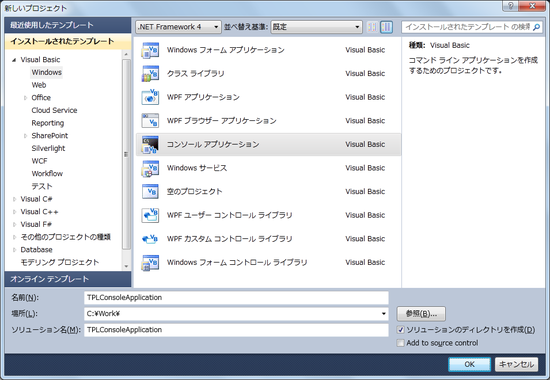 新しいプロジェクト
最近使用したテンプレート
インストールされたテンプレート
Visual Basic
Windows
Web
Office
Cloud Service
Reporting
SharePoint
Silverlight
WCF
Workflow
テスト
Visual C#
Visual C++
Visual F#
その他のプロジェクトの種類
Database
モデリング プロジェクト
オンライン テンプレート
.NET Framework 4
並べ替え基準: 既定
Windows フォーム アプリケーション Visual Basic
クラス ライブラリ Visual Basic
WPF アプリケーション Visual Basic
WPF ブラウザー アプリケーション Visual Basic
コンソール アプリケーション Visual Basic
Windows サービス Visual Basic
空のプロジェクト Visual Basic
WPF ユーザー コントロール ライブラリ Visual Basic
WPF カスタム コントロール ライブラリ Visual Basic
Windows フォーム コントロール ライブラリ Visual Basic
インストールされたテンプレート の検索
種類: Visual Basic
コマンド ライン アプリケーションを作成
するためのプロジェクトです。
名前(N): TPLConsoleApplication
場所(L): C:¥Work¥ 参照(B)...
ソリューション名(M): TPLConsoleApplication
ソリューションのディレクトリを作成(D)
Add to source control
OK キャンセル